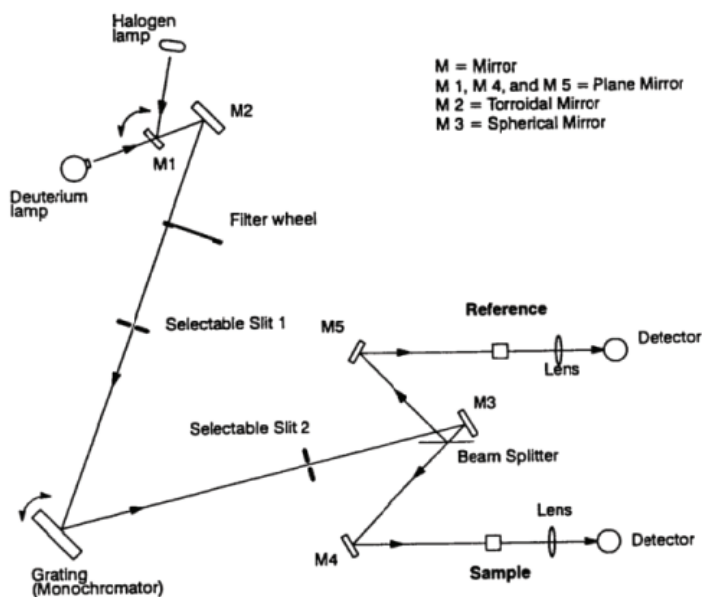 Halogen
lamp
M = Mirror
M 1, M 4, and M 5 = Plane Mirror
M 2 = Torroidal Mirror
M 3 = Spherical Mirror
M2
M1
Deuterium
lamp
Filter wheel
Selectable Slit 1
Reference
M5
Detector
Lens
M3
Selectable Slit 2
Beam Splitter
Lens
M4
Detector
Sample
Grating
(Monochromator)